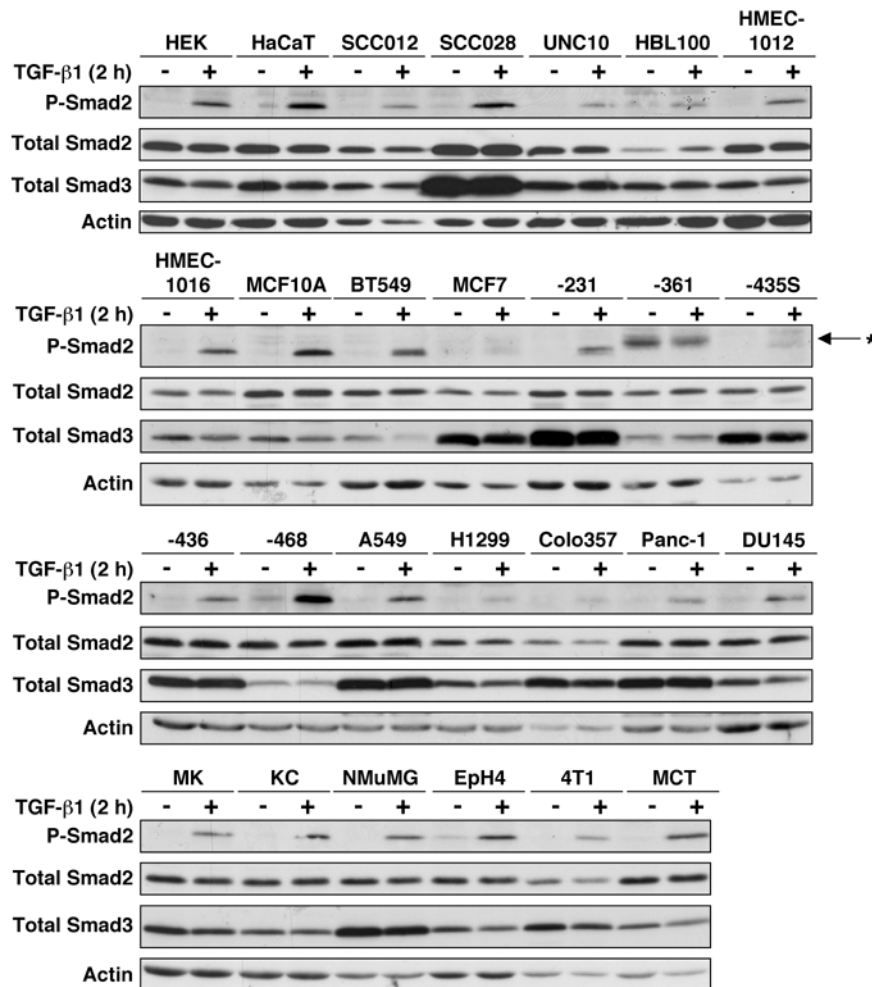 HEK HaCaT SCC012 SCC028 UNC10 HBL100 HMEC-1012
TGF-β1 (2 h) - + - + - + - + - + - + - +
P-Smad2
Total Smad2
Total Smad3
Actin
HMEC-1016 MCF10A BT549 MCF7 -231 -361 -435S
TGF-β1 (2 h) - + - + - + - + - + - + - +
P-Smad2 ← *
Total Smad2
Total Smad3
Actin
-436 -468 A549 H1299 Colo357 Panc-1 DU145
TGF-β1 (2 h) - + - + - + - + - + - + - +
P-Smad2
Total Smad2
Total Smad3
Actin
MK KC NMuMG EpH4 4T1 MCT
TGF-β1 (2 h) - + - + - + - + - + - +
P-Smad2
Total Smad2
Total Smad3
Actin